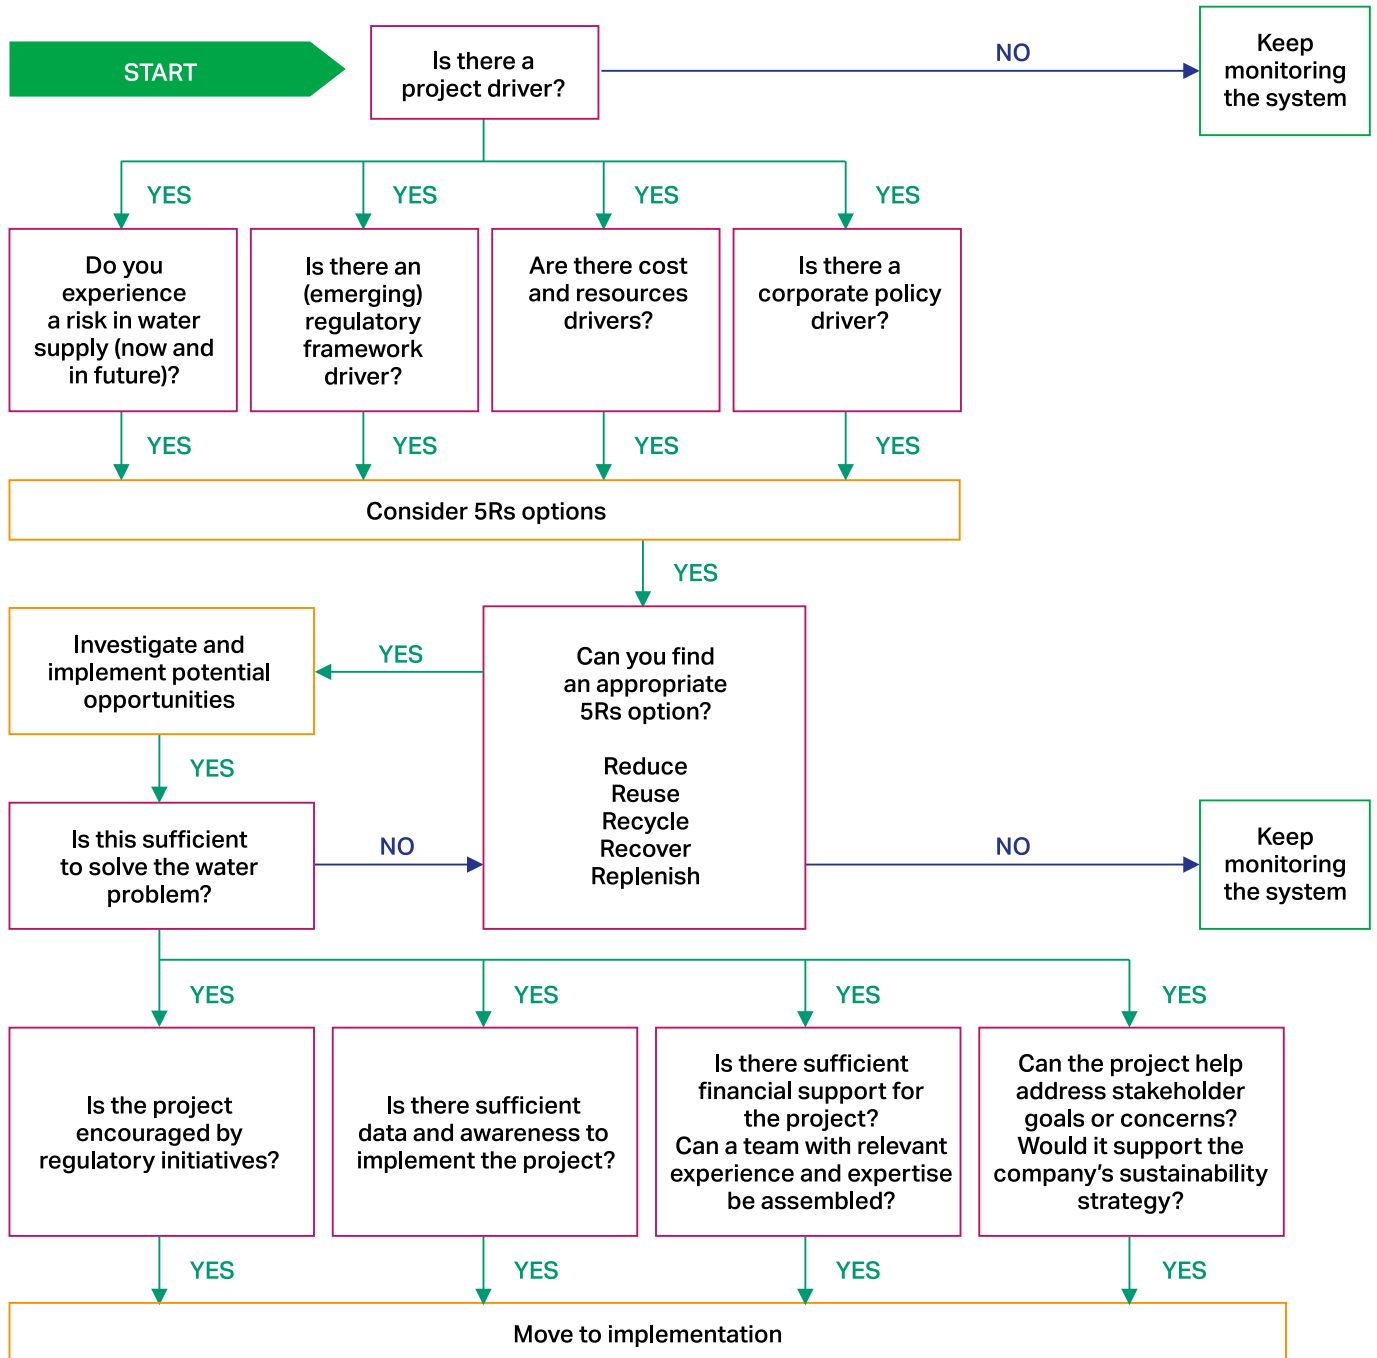 START
Is there a
project driver?
NO
Keep
monitoring
the system
YES
YES
YES
YES
Do you
experience
a risk in water
supply (now and
in future)?
Is there an
(emerging)
regulatory
framework
driver?
Are there cost
and resources
drivers?
Is there a
corporate policy
driver?
YES
YES
YES
YES
Consider 5Rs options
YES
Investigate and
implement potential
opportunities
YES
Can you find
an appropriate
5Rs option?
Reduce
Reuse
Recycle
Recover
Replenish
YES
Is this sufficient
to solve the water
problem?
NO
NO
Keep
monitoring
the system
YES
YES
YES
YES
Is the project
encouraged by
regulatory initiatives?
Is there sufficient
data and awareness to
implement the project?
Is there sufficient
financial support for
the project?
Can a team with relevant
experience and expertise
be assembled?
Can the project help
address stakeholder
goals or concerns?
Would it support the
company's sustainability
strategy?
YES
YES
YES
YES
Move to implementation